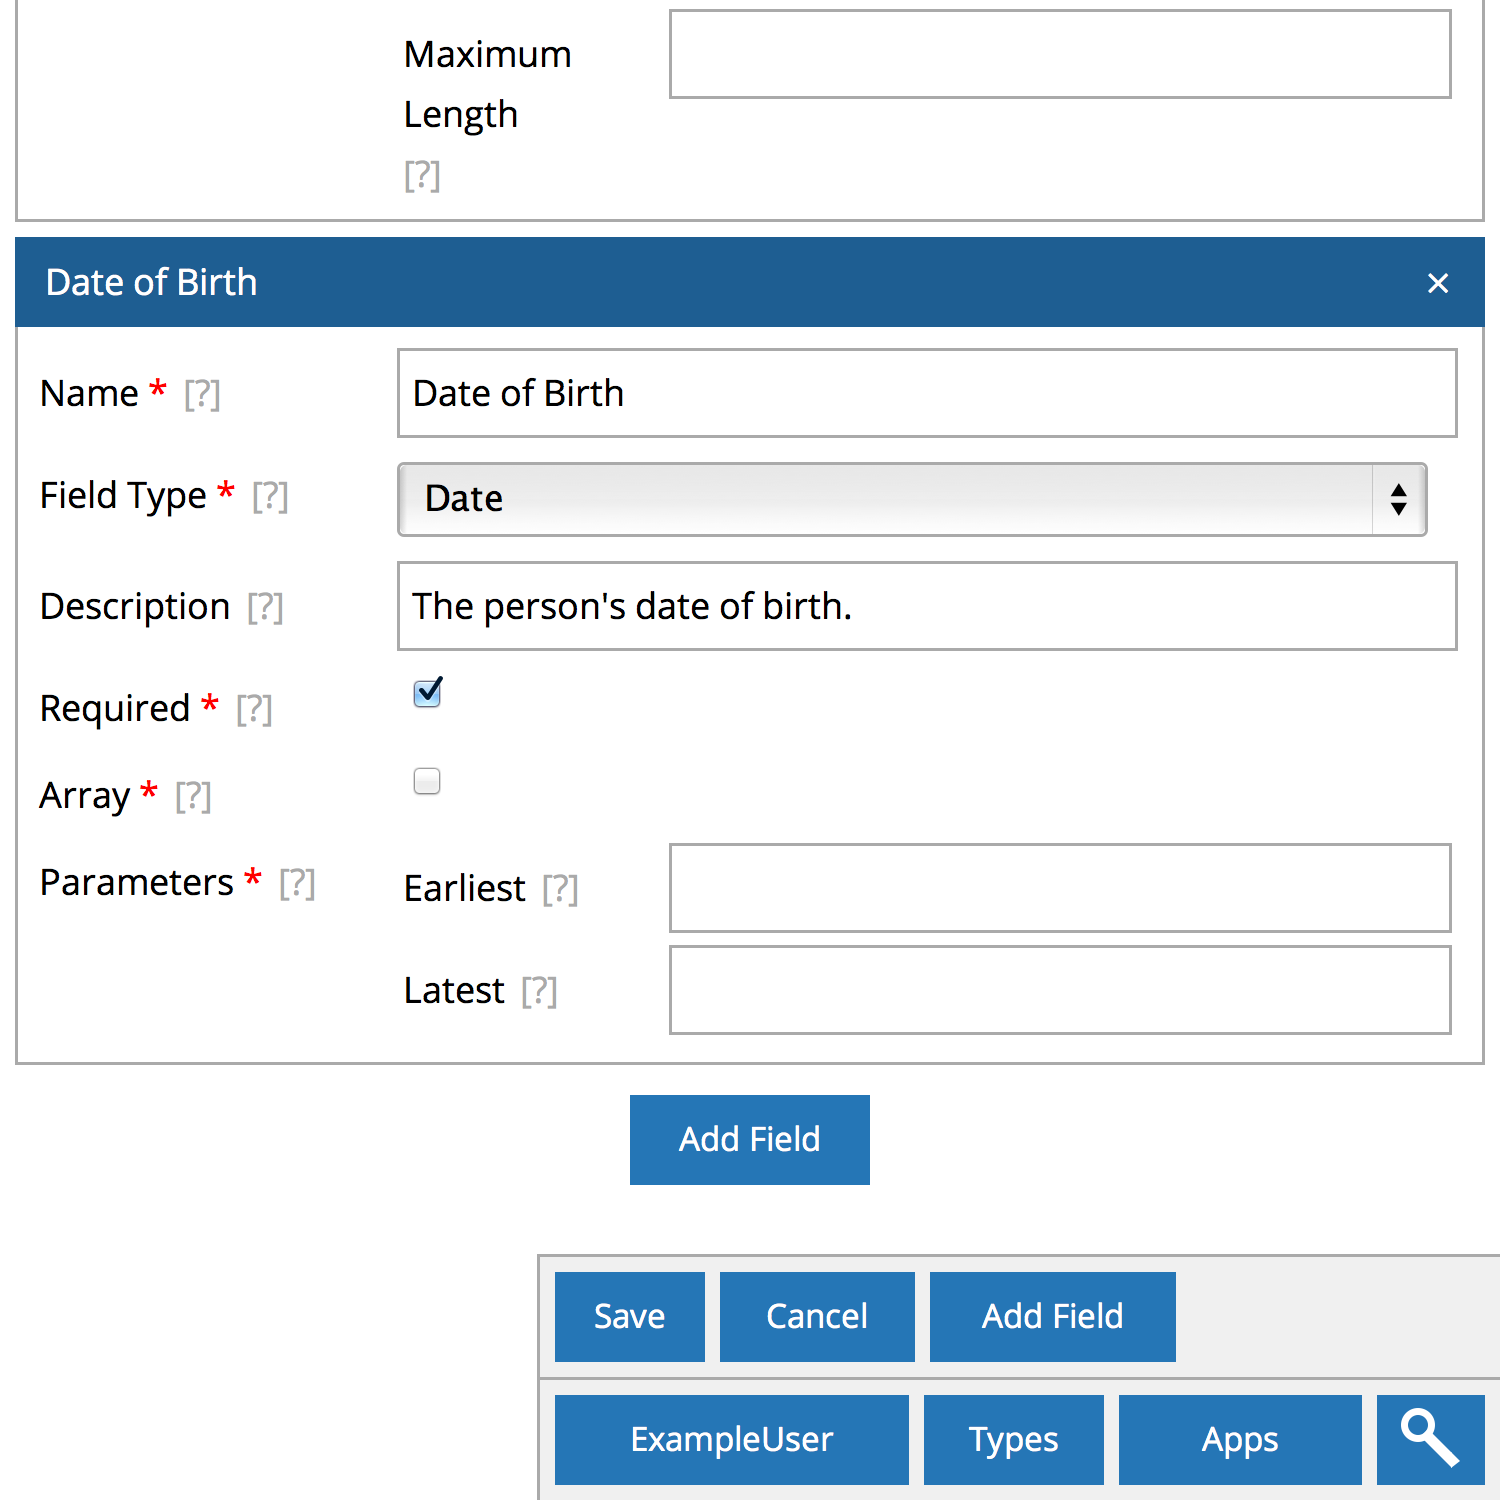 Maximum
Length
[?]
Date of Birth ×
Name * [?] Date of Birth
Field Type * [?] Date
Description [?] The person's date of birth.
Required * [?]
Array * [?]
Parameters * [?] Earliest [?]
Latest [?]
Add Field
Save Cancel Add Field
ExampleUser Types Apps